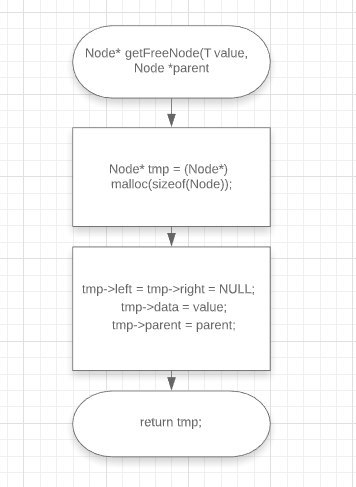 Node* getFreeNode(T value,
Node *parent
Node* tmp = (Node*)
malloc(sizeof(Node));
tmp->left = tmp->right = NULL;
tmp->data = value;
tmp->parent = parent;
return tmp;